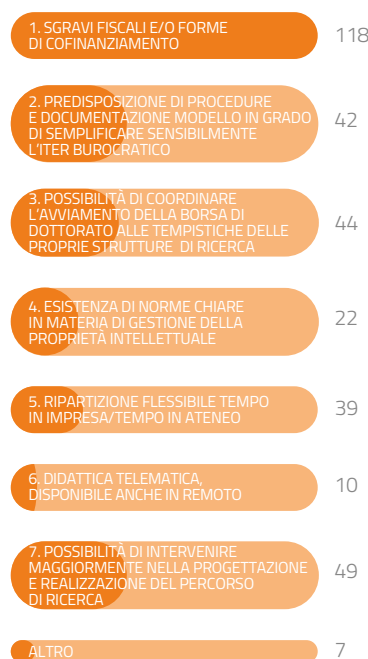 1. SGRAVI FISCALI E/O FORME
DI COFINANZIAMENTO
118
2. PREDISPOSIZIONE DI PROCEDURE
E DOCUMENTAZIONE MODELLO IN GRADO
DI SEMPLIFICARE SENSIBILMENTE
L'ITER BUROCRATICO
42
3. POSSIBILITÀ DI COORDINARE
L'AVVIAMENTO DELLA BORSA DI
DOTTORATO ALLE TEMPISTICHE DELLE
PROPRIE STRUTTURE DI RICERCA
44
4. ESISTENZA DI NORME CHIARE
IN MATERIA DI GESTIONE DELLA
PROPRIETÀ INTELLETTUALE
22
5. RIPARTIZIONE FLESSIBILE TEMPO
IN IMPRESA/TEMPO IN ATENEO
39
6. DIDATTICA TELEMATICA,
DISPONIBILE ANCHE IN REMOTO
10
7. POSSIBILITÀ DI INTERVENIRE
MAGGIORMENTE NELLA PROGETTAZIONE
E REALIZZAZIONE DEL PERCORSO
DI RICERCA
49
ALTRO
7